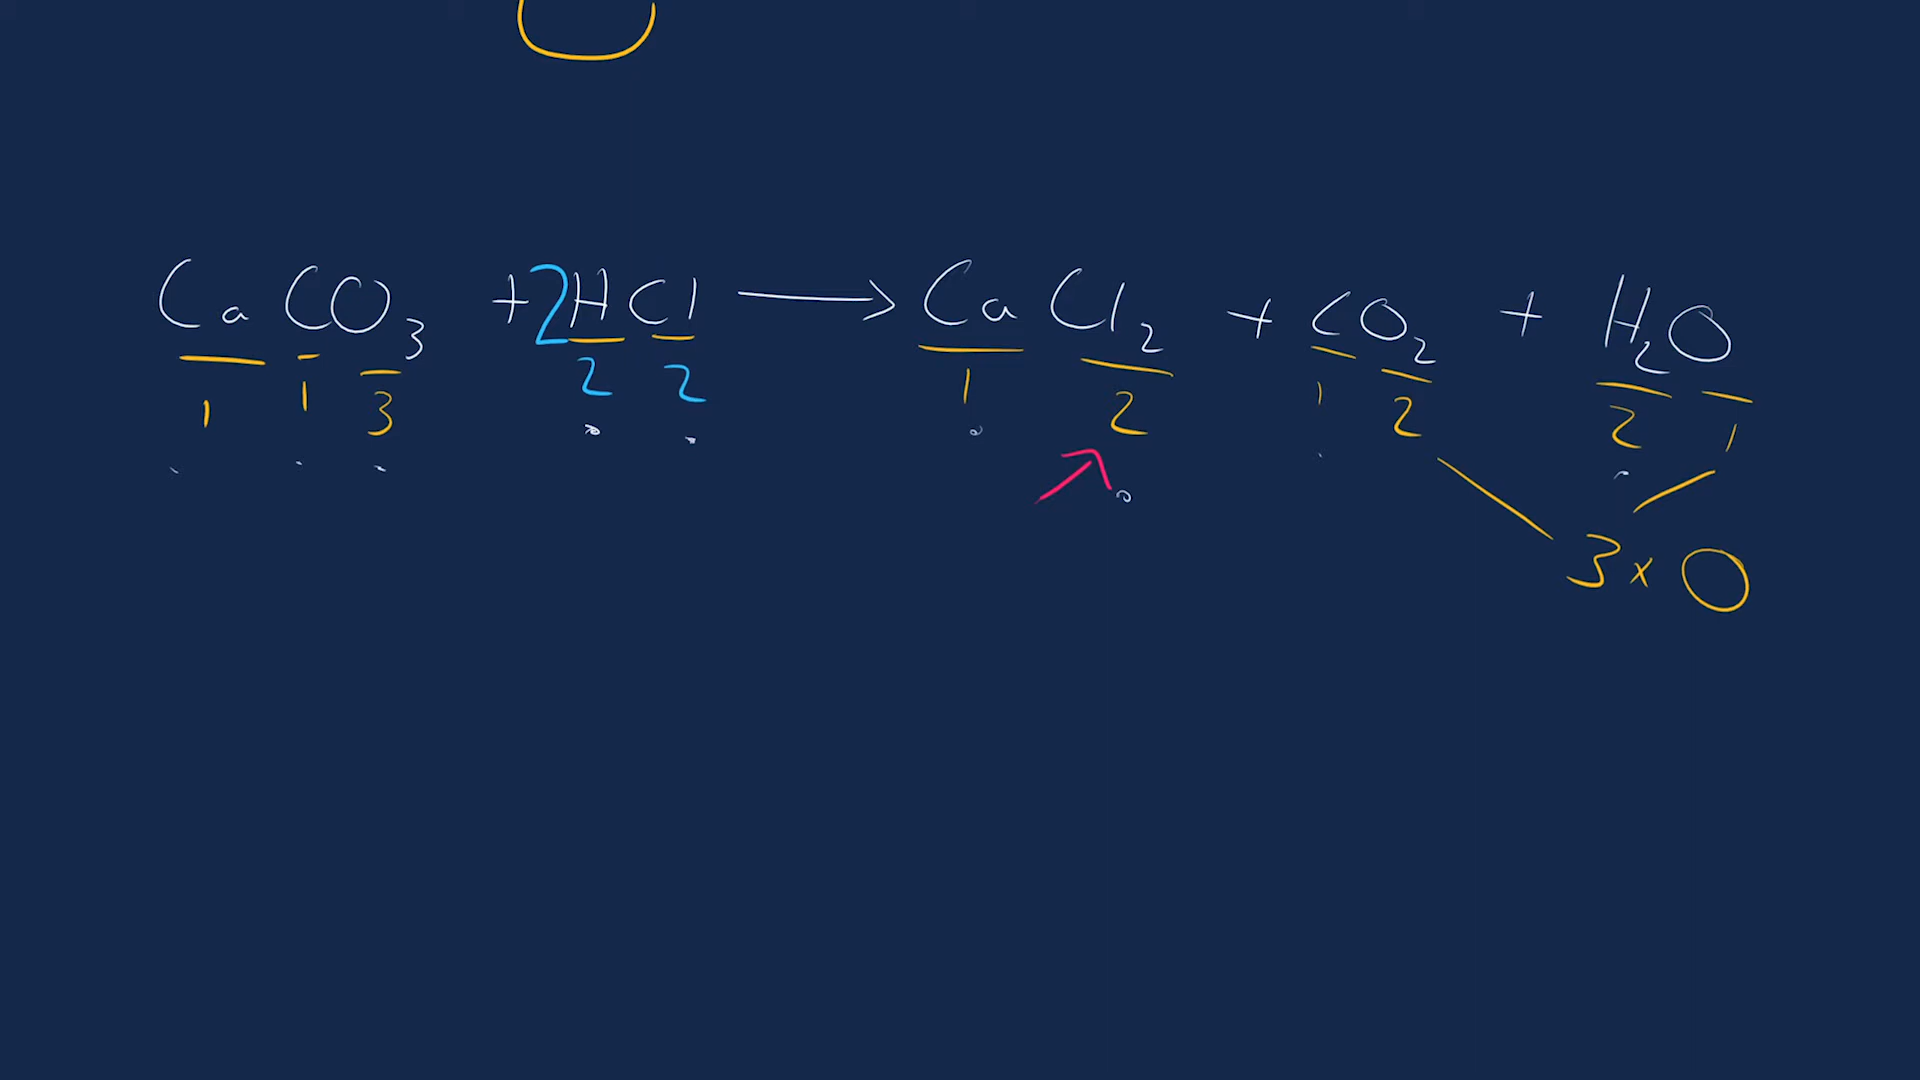 CaCO₃ + 2HCl → CaCl₂ + CO₂ + H₂O
1 1 3 2 2 1 2 1 2 2 1
3 x O